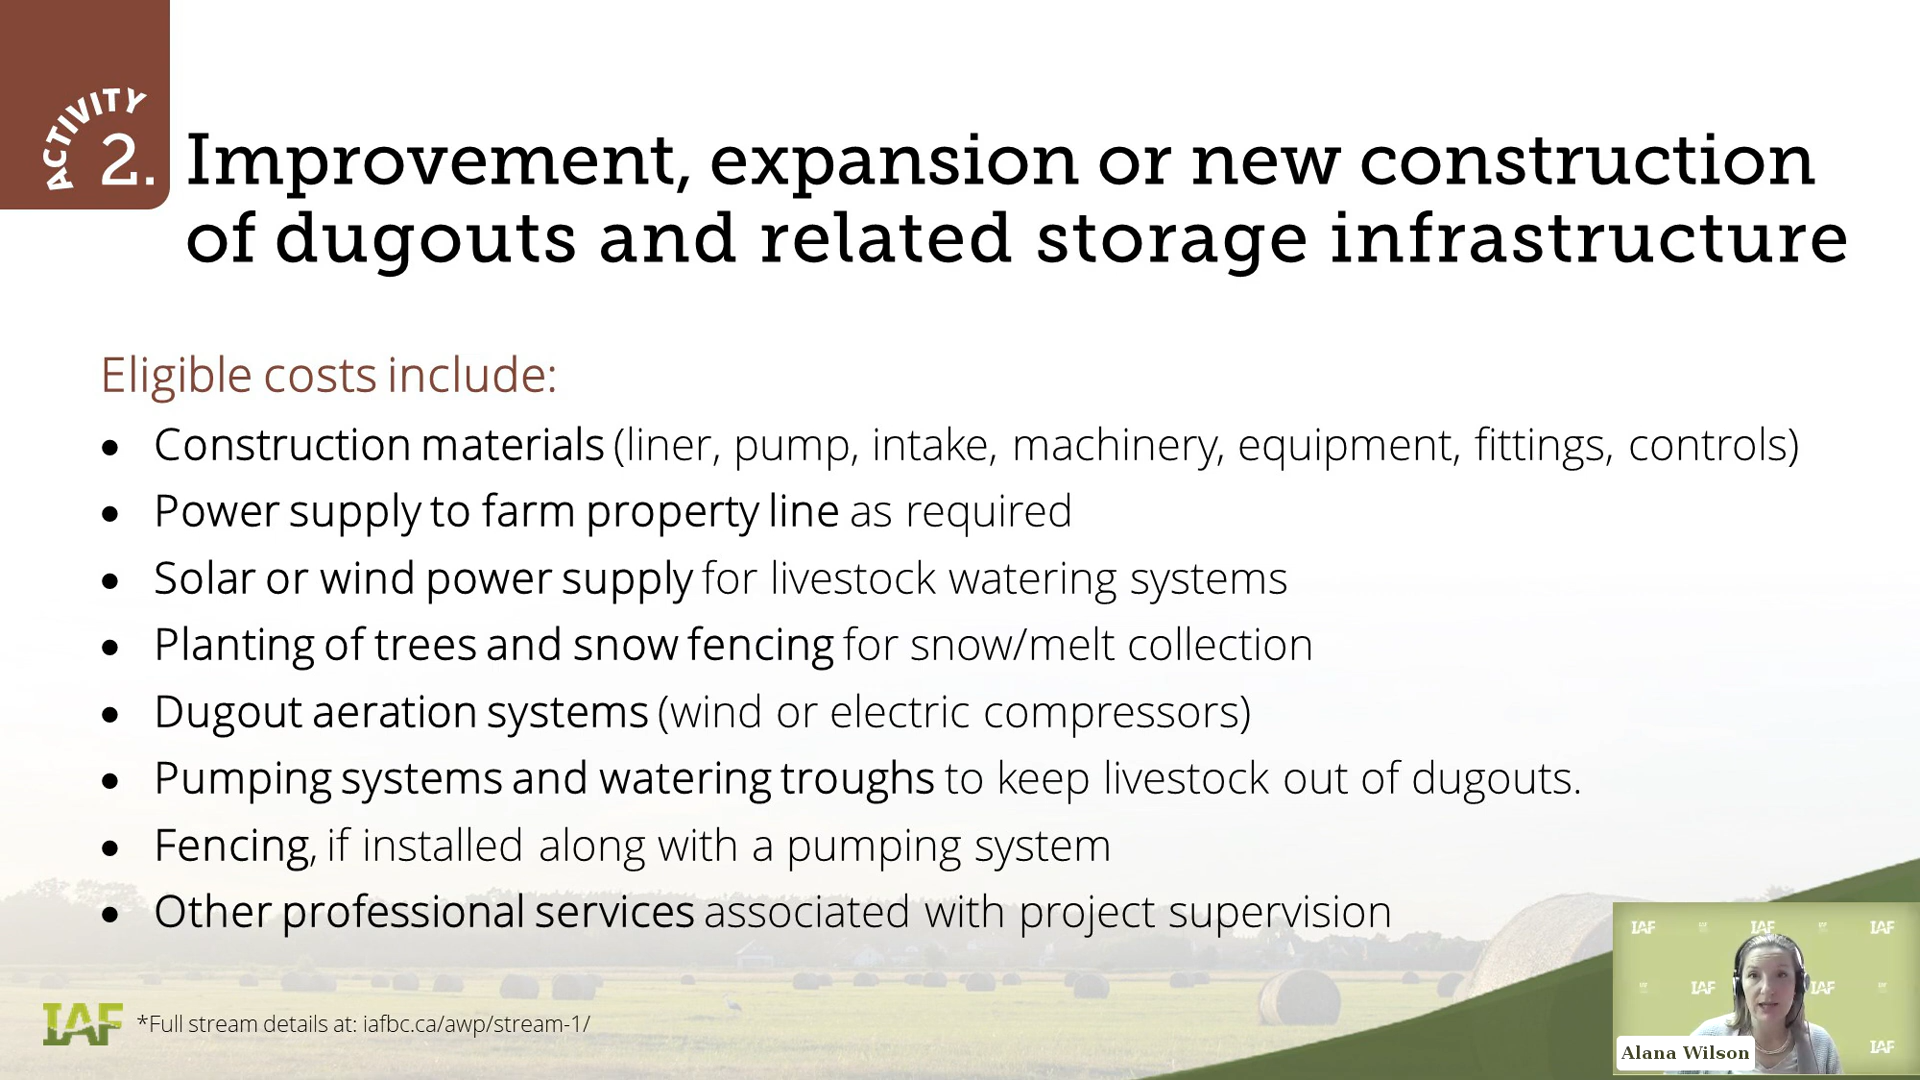 ACTIVITY
2.
Improvement, expansion or new construction
of dugouts and related storage infrastructure
Eligible costs include:
• Construction materials (liner, pump, intake, machinery, equipment, fittings, controls)
• Power supply to farm property line as required
• Solar or wind power supply for livestock watering systems
• Planting of trees and snow fencing for snow/melt collection
• Dugout aeration systems (wind or electric compressors)
• Pumping systems and watering troughs to keep livestock out of dugouts.
• Fencing, if installed along with a pumping system
• Other professional services associated with project supervision
IAF
*Full stream details at: iafbc.ca/awp/stream-1/
IAF IAF IAF IAF IAF
IAF IAF IAF IAF
IAF
Alana Wilson